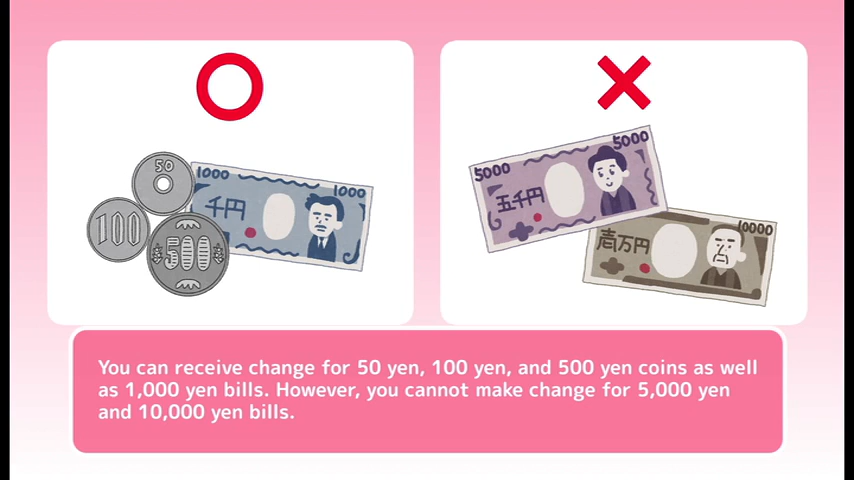 50
100
500
1000
1000
千円
5000
5000
五千円
10000
壱万円
You can receive change for 50 yen, 100 yen, and 500 yen coins as well
as 1,000 yen bills. However, you cannot make change for 5,000 yen
and 10,000 yen bills.